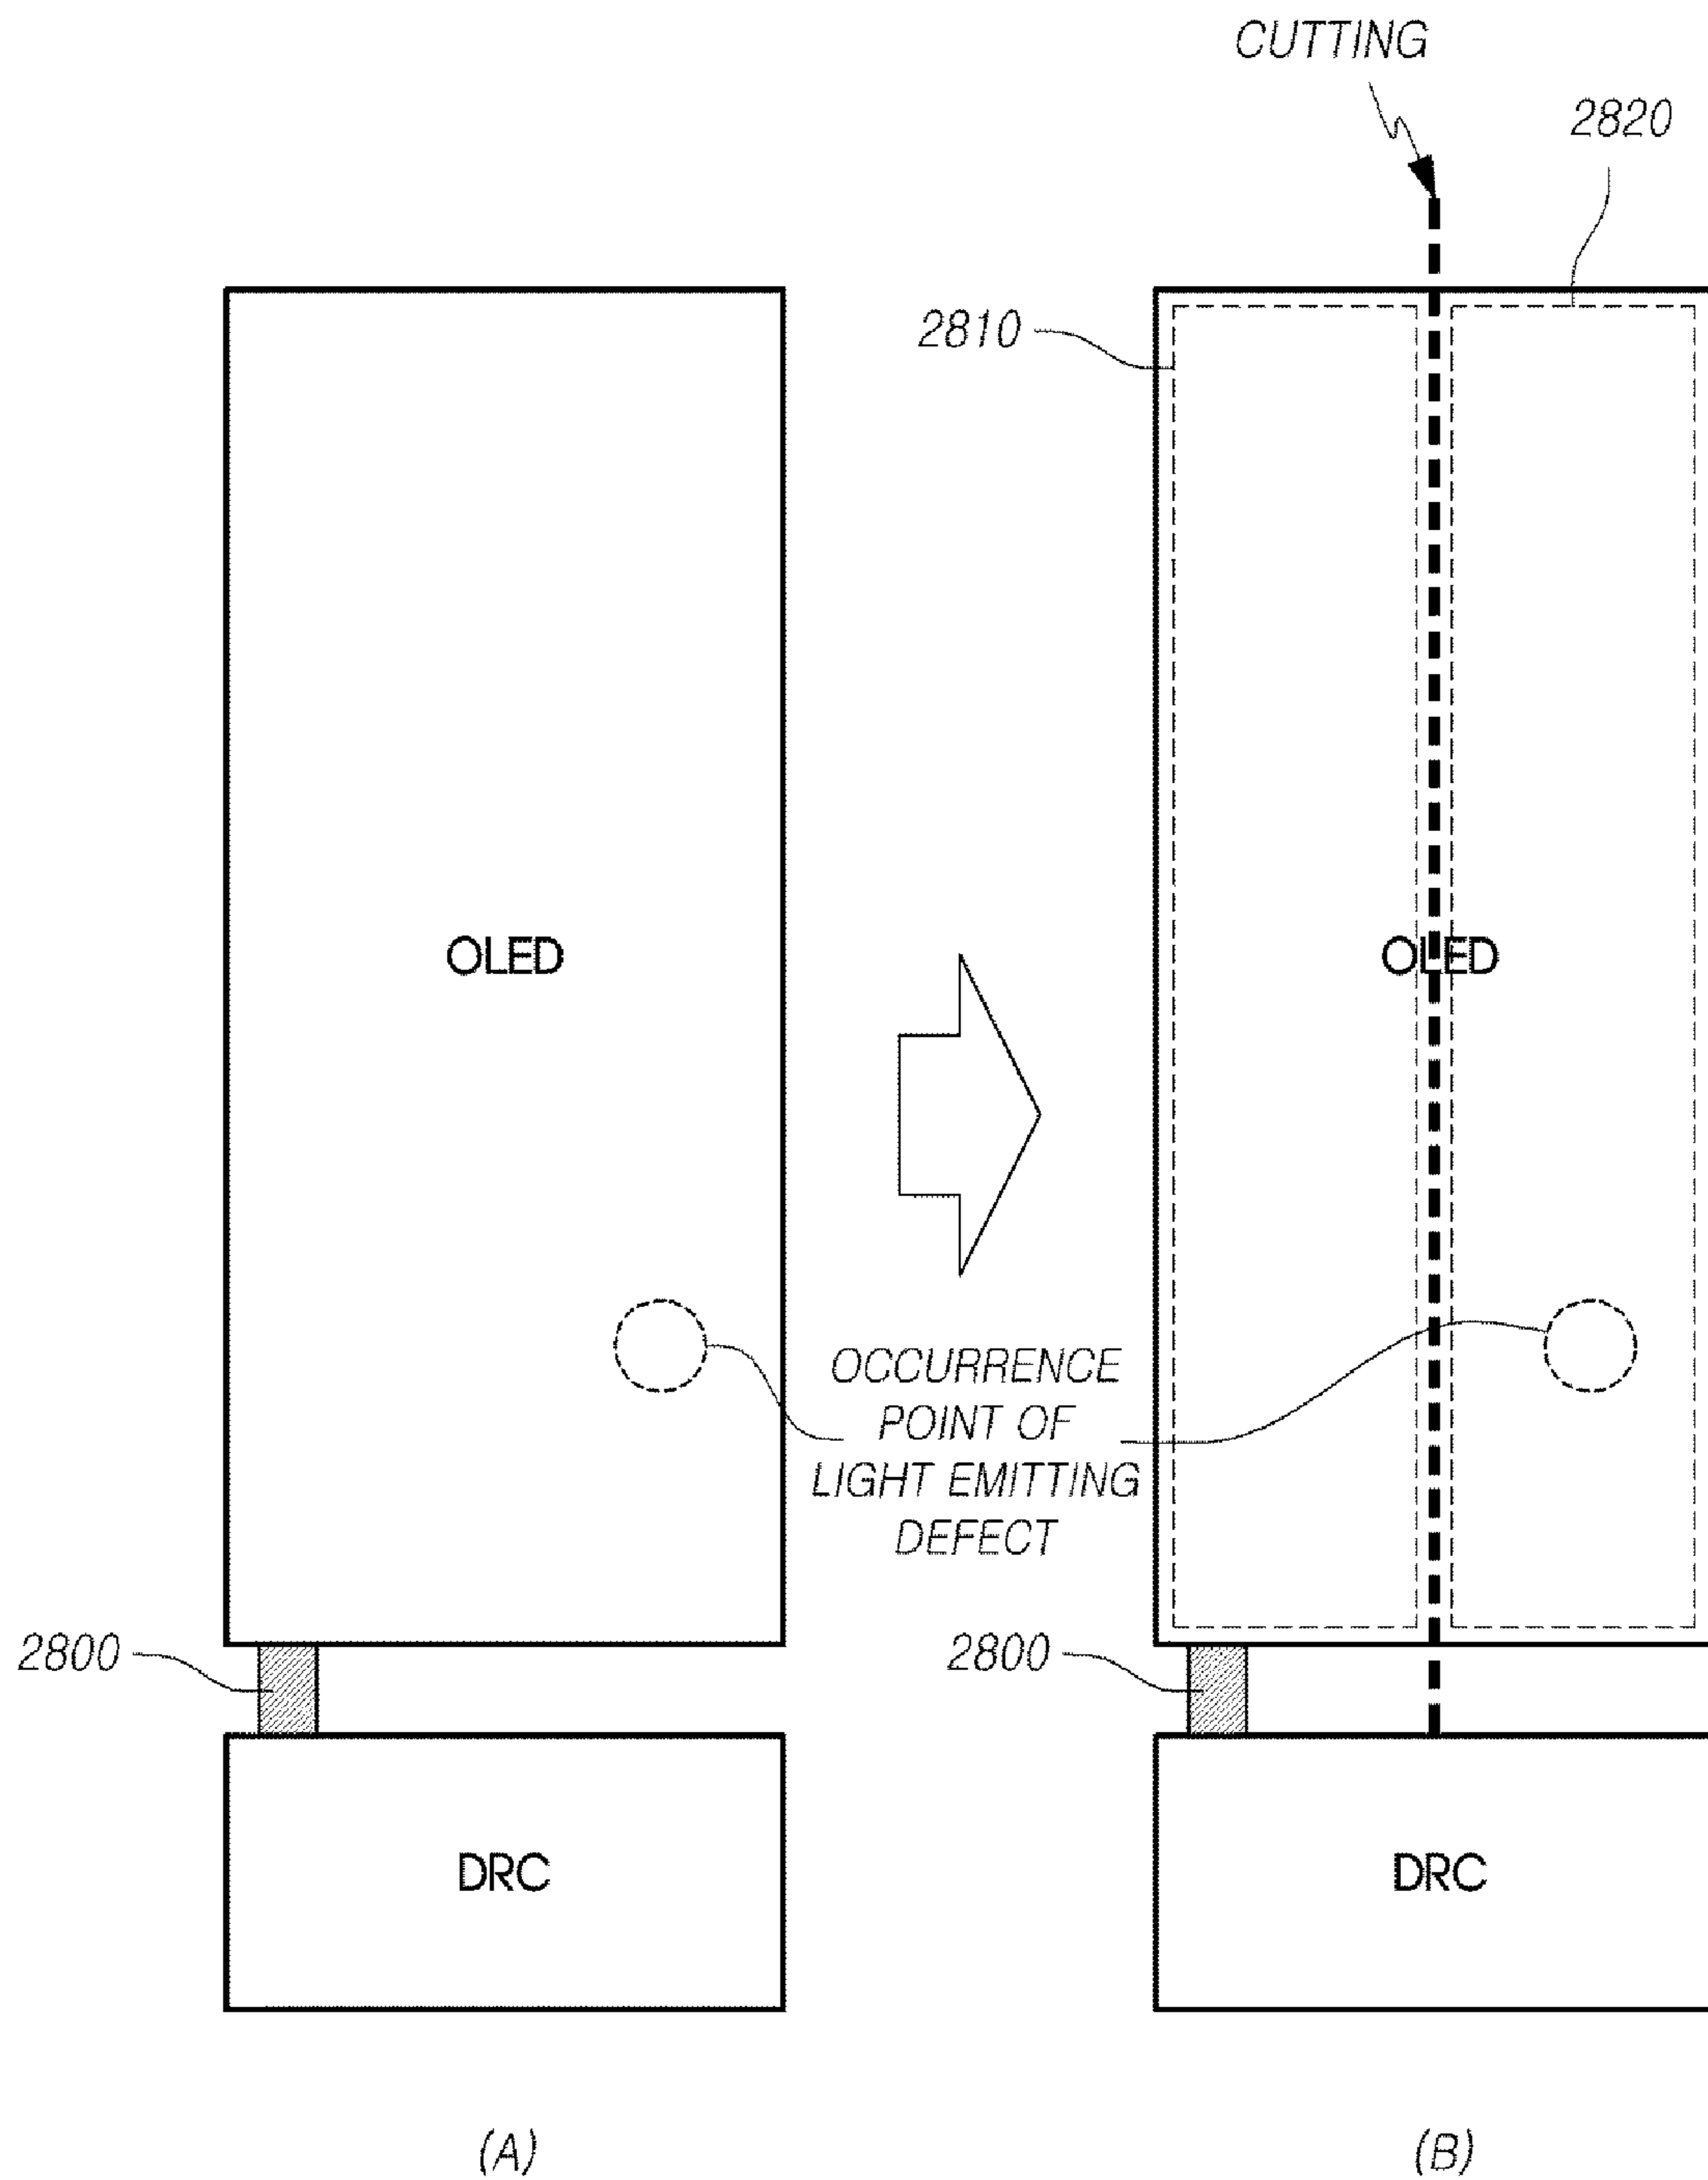 CUTTING
2820
2810
OLED
OLED
OCCURRENCE
POINT OF
LIGHT EMITTING
DEFECT
2800
2800
DRC
DRC
(A)
(B)